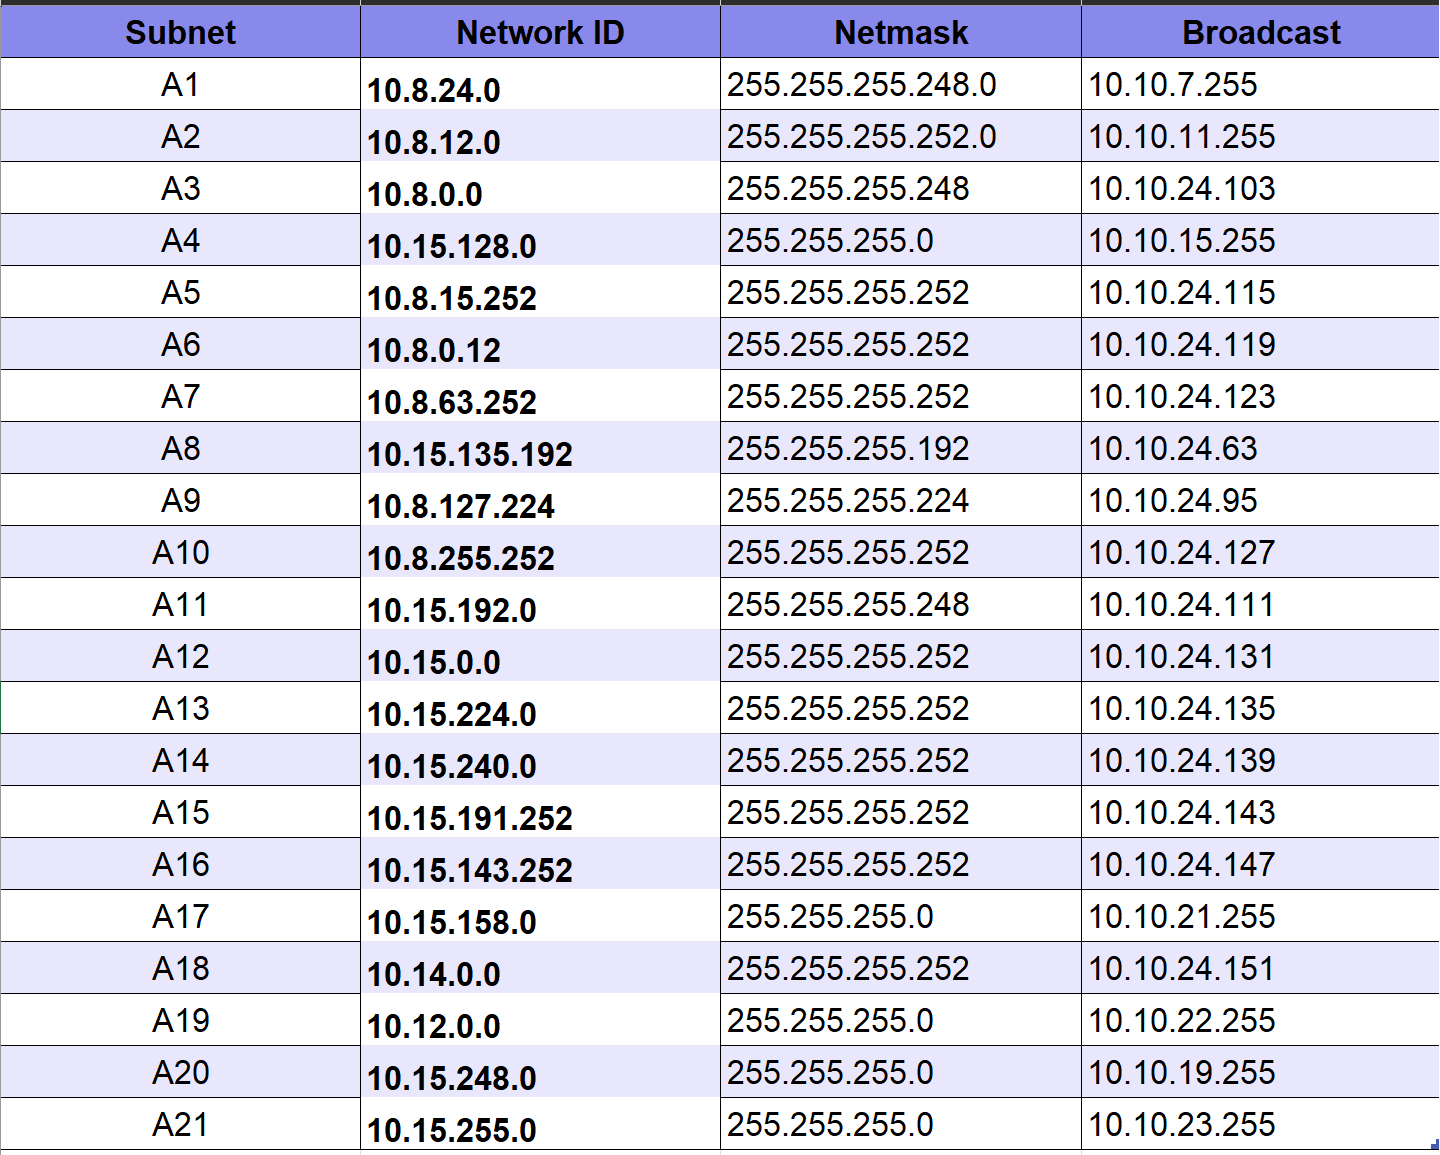 Subnet Network ID Netmask Broadcast
A1 10.8.24.0 255.255.255.248.0 10.10.7.255
A2 10.8.12.0 255.255.255.252.0 10.10.11.255
A3 10.8.0.0 255.255.255.248 10.10.24.103
A4 10.15.128.0 255.255.255.0 10.10.15.255
A5 10.8.15.252 255.255.255.252 10.10.24.115
A6 10.8.0.12 255.255.255.252 10.10.24.119
A7 10.8.63.252 255.255.255.252 10.10.24.123
A8 10.15.135.192 255.255.255.192 10.10.24.63
A9 10.8.127.224 255.255.255.224 10.10.24.95
A10 10.8.255.252 255.255.255.252 10.10.24.127
A11 10.15.192.0 255.255.255.248 10.10.24.111
A12 10.15.0.0 255.255.255.252 10.10.24.131
A13 10.15.224.0 255.255.255.252 10.10.24.135
A14 10.15.240.0 255.255.255.252 10.10.24.139
A15 10.15.191.252 255.255.255.252 10.10.24.143
A16 10.15.143.252 255.255.255.252 10.10.24.147
A17 10.15.158.0 255.255.255.0 10.10.21.255
A18 10.14.0.0 255.255.255.252 10.10.24.151
A19 10.12.0.0 255.255.255.0 10.10.22.255
A20 10.15.248.0 255.255.255.0 10.10.19.255
A21 10.15.255.0 255.255.255.0 10.10.23.255